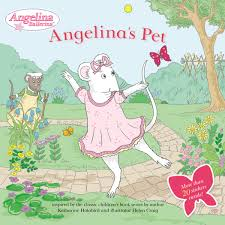 Angelina
Ballerina
Angelina's Pet
More than
20 stickers
inside!
inspired by the classic children's book series by author
Katharine Holabird and illustrator Helen Craig